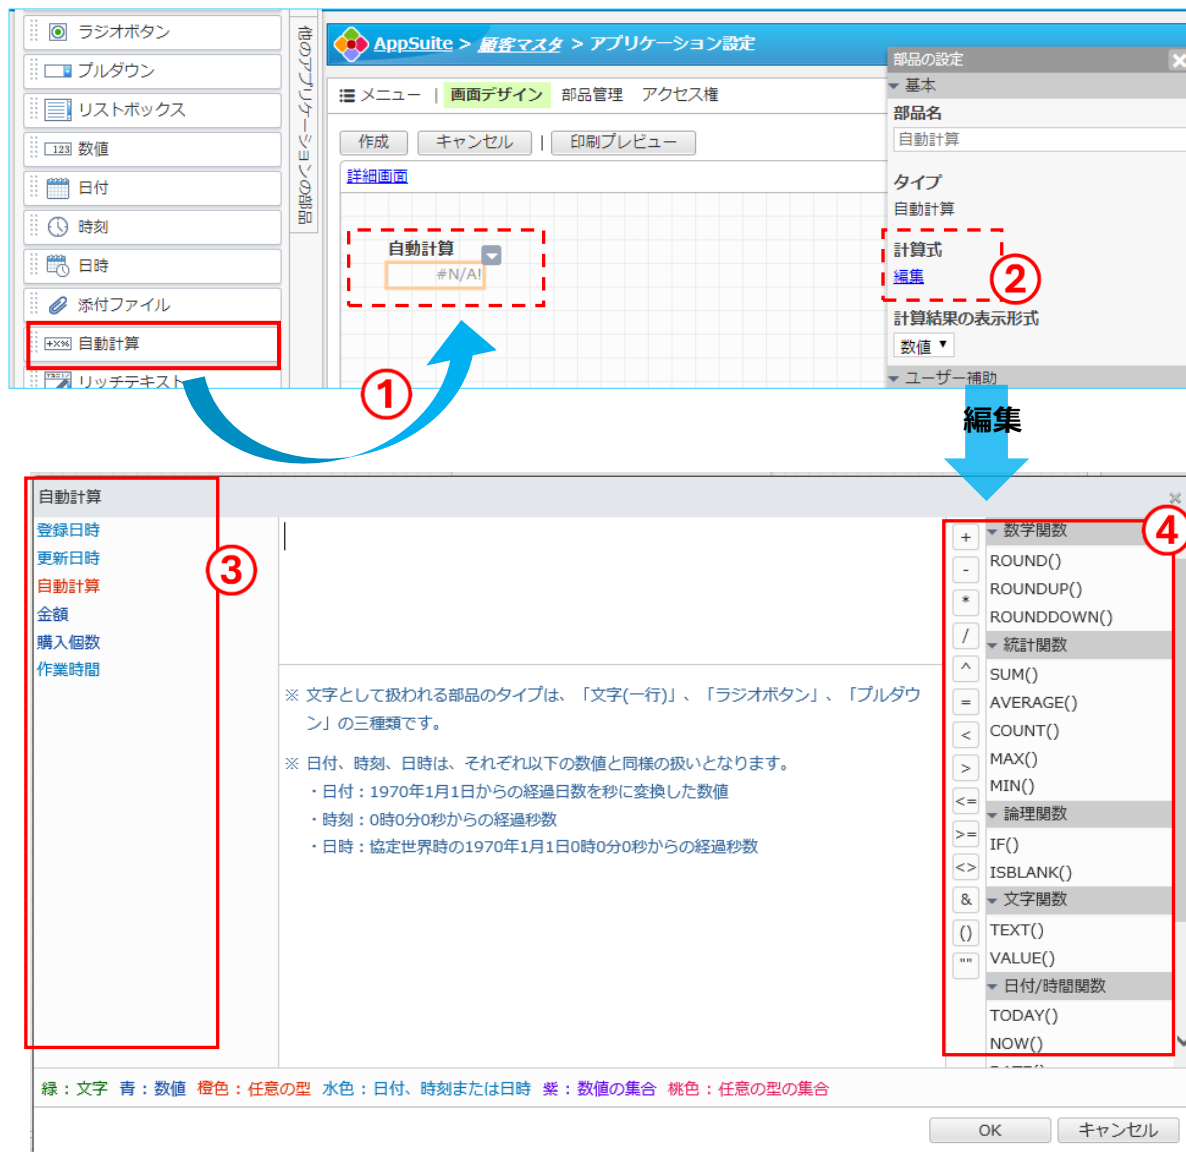 ラジオボタン
プルダウン
リストボックス
数値
日付
時刻
日時
添付ファイル
自動計算
リッチテキスト
他のアプリケーションの部品
AppSuite > 顧客マスタ > アプリケーション設定
メニュー | 画面デザイン 部品管理 アクセス権
作成 キャンセル | 印刷プレビュー
詳細画面
自動計算
#N/A!
①
部品の設定
基本
部品名
自動計算
タイプ
自動計算
計算式
編集
②
計算結果の表示形式
数値
ユーザー補助
編集
自動計算
登録日時
更新日時
自動計算
金額
購入個数
作業時間
③
※ 文字として扱われる部品のタイプは、「文字(一行)」、「ラジオボタン」、「プルダウ
ン」の三種類です。
※ 日付、時刻、日時は、それぞれ以下の数値と同様の扱いとなります。
・日付：1970年1月1日からの経過日数を秒に変換した数値
・時刻：0時0分0秒からの経過秒数
・日時：協定世界時の1970年1月1日0時0分0秒からの経過秒数
+
-
*
/
^
=
<
>
<=
>=
<>
&
()
""
④
数学関数
ROUND()
ROUNDUP()
ROUNDDOWN()
統計関数
SUM()
AVERAGE()
COUNT()
MAX()
MIN()
論理関数
IF()
ISBLANK()
文字関数
TEXT()
VALUE()
日付/時間関数
TODAY()
NOW()
緑：文字 青：数値 橙色：任意の型 水色：日付、時刻または日時 紫：数値の集合 桃色：任意の型の集合
OK キャンセル